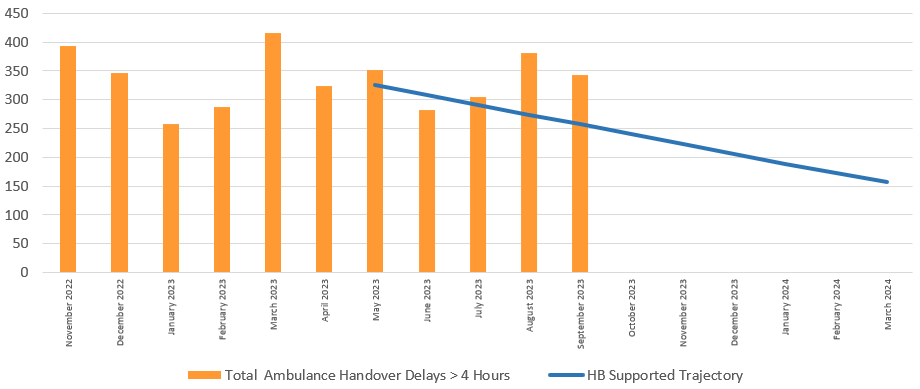 450
400
350
300
250
200
150
100
50
0
November 2022
December 2022
January 2023
February 2023
March 2023
April 2023
May 2023
June 2023
July 2023
August 2023
September 2023
October 2023
November 2023
December 2023
January 2024
February 2024
March 2024
Total  Ambulance Handover Delays > 4 Hours
HB Supported Trajectory